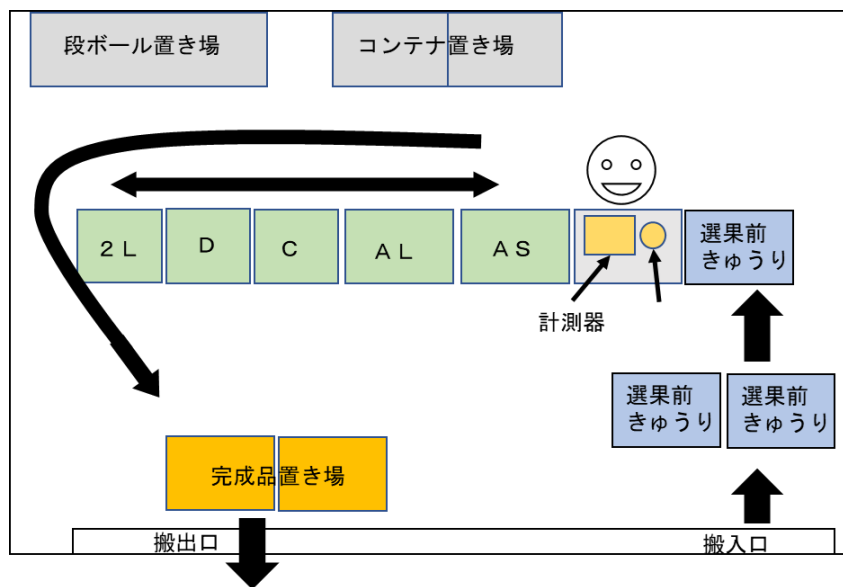 段ボール置き場
コンテナ置き場
２Ｌ
Ｄ
Ｃ
ＡＬ
ＡＳ
選果前
きゅうり
計測器
選果前
きゅうり
選果前
きゅうり
完成品置き場
搬出口
搬入口